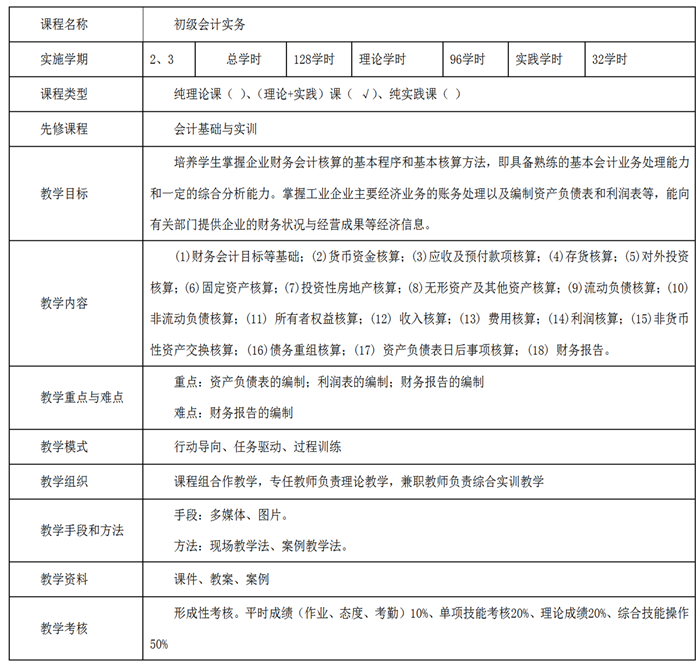 课程名称 初级会计实务
实施学期 2、3 总学时 128学时 理论学时 96学时 实践学时 32学时
课程类型 纯理论课（ ）、（理论+实践）课（ √ ）、纯实践课（ ）
先修课程 会计基础与实训
培养学生掌握企业财务会计核算的基本程序和基本核算方法，即具备熟练的基本会计业务处理能力
教学目标 和一定的综合分析能力。掌握工业企业主要经济业务的账务处理以及编制资产负债表和利润表等，能向
有关部门提供企业的财务状况与经营成果等经济信息。
(1)财务会计目标等基础；(2)货币资金核算；(3)应收及预付款项核算；(4)存货核算；(5)对外投资
核算；(6)固定资产核算；(7)投资性房地产核算；(8)无形资产及其他资产核算；(9)流动负债核算；(10)
教学内容
非流动负债核算；(11) 所有者权益核算；(12) 收入核算；(13) 费用核算；(14)利润核算；(15)非货币
性资产交换核算；(16)债务重组核算；(17) 资产负债表日后事项核算；(18) 财务报告。
重点：资产负债表的编制；利润表的编制；财务报告的编制
教学重点与难点
难点：财务报告的编制
教学模式 行动导向、任务驱动、过程训练
教学组织 课程组合作教学，专任教师负责理论教学，兼职教师负责综合实训教学
手段：多媒体、图片。
教学手段和方法
方法：现场教学法、案例教学法。
教学资料 课件、教案、案例
形成性考核。平时成绩（作业、态度、考勤）10%、单项技能考核20%、理论成绩20%、综合技能操作
教学考核
50%